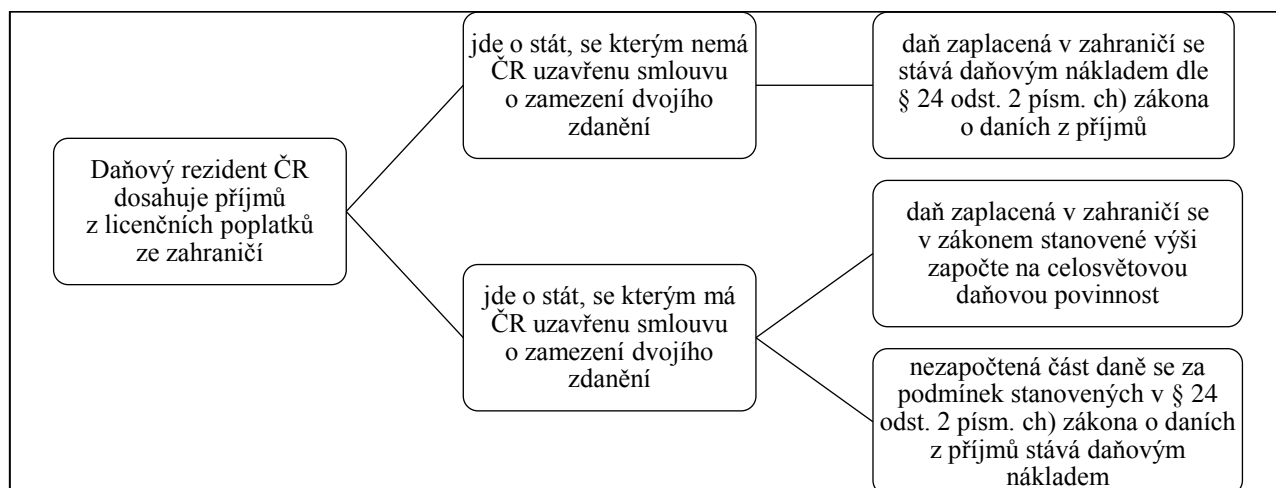 Daňový rezident ČR
dosahuje příjmů
z licenčních poplatků
ze zahraničí
jde o stát, se kterým nemá
ČR uzavřenu smlouvu
o zamezení dvojího
zdanění
daň zaplacená v zahraničí se
stává daňovým nákladem dle
§ 24 odst. 2 písm. ch) zákona
o daních z příjmů
jde o stát, se kterým má
ČR uzavřenu smlouvu
o zamezení dvojího
zdanění
daň zaplacená v zahraničí se
v zákonem stanovené výši
započte na celosvětovou
daňovou povinnost
nezapočtená část daně se za
podmínek stanovených v § 24
odst. 2 písm. ch) zákona o daních
z příjmů stává daňovým
nákladem